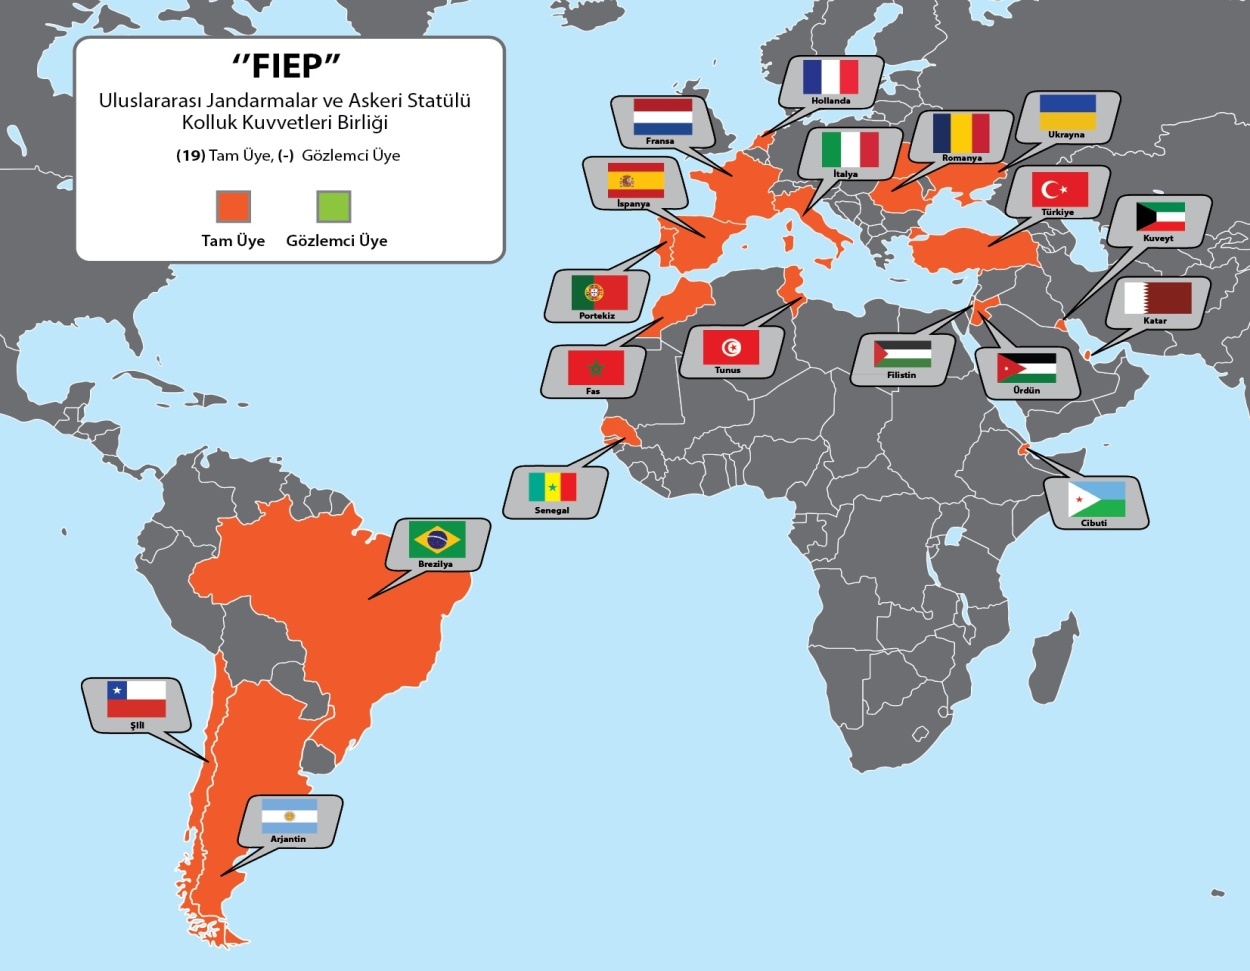 ‘‘FIEP’’
Uluslararası Jandarmalar ve Askeri Statülü
Kolluk Kuvvetleri Birliği
(19) Tam Üye, (-) Gözlemci Üye
Tam Üye Gözlemci Üye
Hollanda
Fransa
Ukrayna
Romanya
İtalya
İspanya
Türkiye
Kuveyt
Portekiz
Katar
Tunus
Filistin
Fas
Ürdün
Senegal
Cibuti
Brezilya
Şili
Arjantin